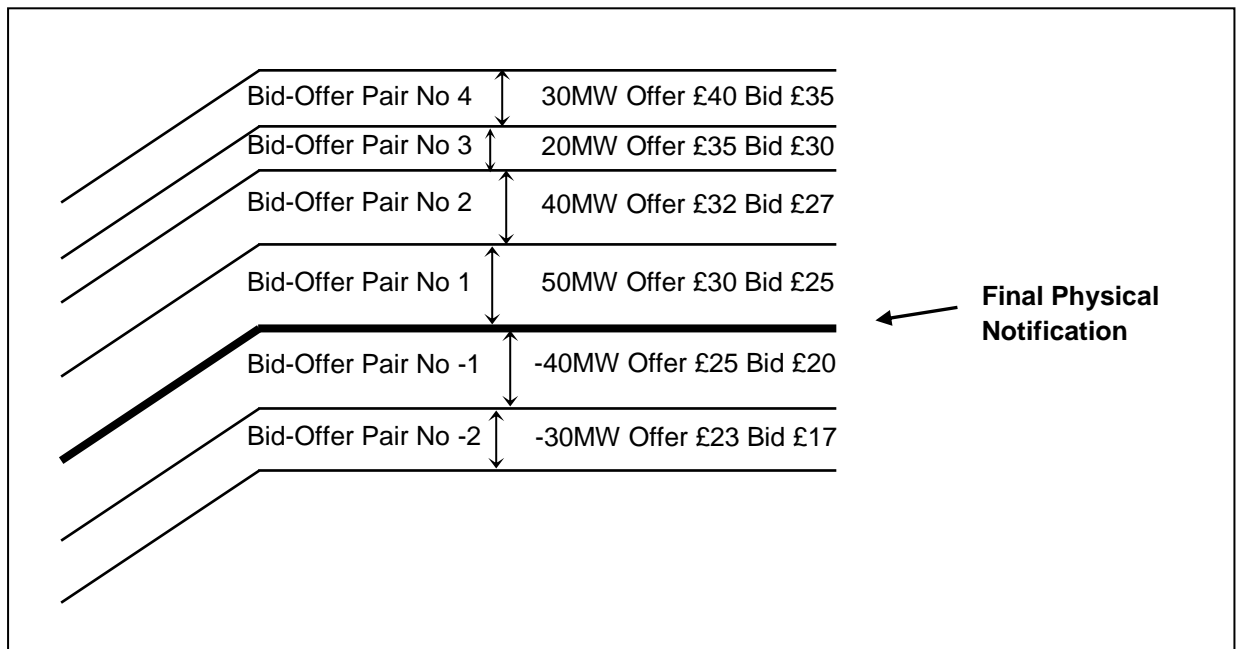 Bid-Offer Pair No 4 30MW Offer £40 Bid £35
Bid-Offer Pair No 3 20MW Offer £35 Bid £30
Bid-Offer Pair No 2 40MW Offer £32 Bid £27
Bid-Offer Pair No 1 50MW Offer £30 Bid £25
Final Physical
Notification
Bid-Offer Pair No -1 -40MW Offer £25 Bid £20
Bid-Offer Pair No -2 -30MW Offer £23 Bid £17